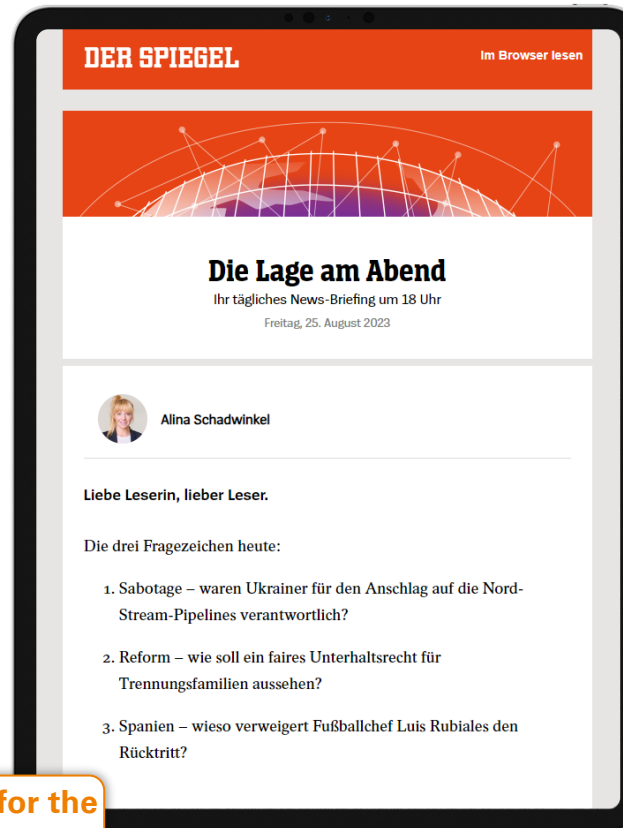 DER SPIEGEL
Im Browser lesen
Die Lage am Abend
Ihr tägliches News-Briefing um 18 Uhr
Freitag, 25. August 2023
Alina Schadwinkel
Liebe Leserin, lieber Leser.
Die drei Fragezeichen heute:
1. Sabotage – waren Ukrainer für den Anschlag auf die Nord-
Stream-Pipelines verantwortlich?
2. Reform – wie soll ein faires Unterhaltsrecht für
Trennungsfamilien aussehen?
3. Spanien – wieso verweigert Fußballchef Luis Rubiales den
Rücktritt?
for the